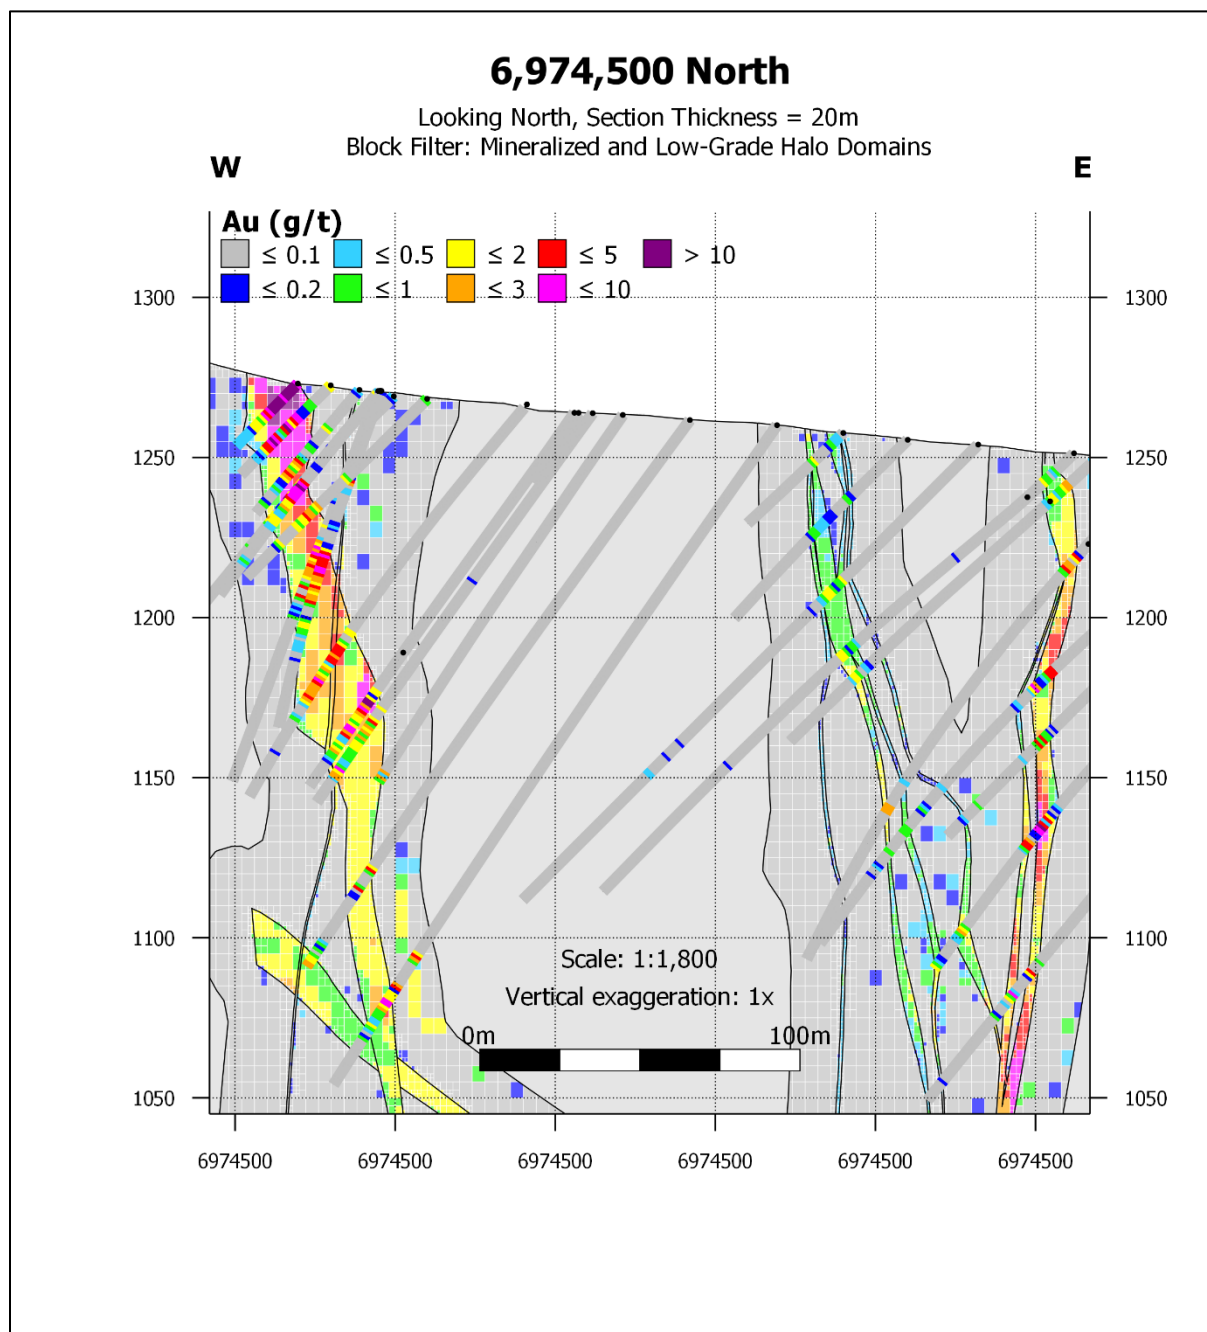 6,974,500 North
Looking North, Section Thickness = 20m
Block Filter: Mineralized and Low-Grade Halo Domains
W E
Au (g/t)
≤ 0.1 ≤ 0.5 ≤ 2 ≤ 5 > 10
≤ 0.2 ≤ 1 ≤ 3 ≤ 10
1300 1300
1250 1250
1200 1200
1150 1150
1100 1100
Scale: 1:1,800
Vertical exaggeration: 1x
0m 100m
1050 1050
6974500 6974500 6974500 6974500 6974500 6974500